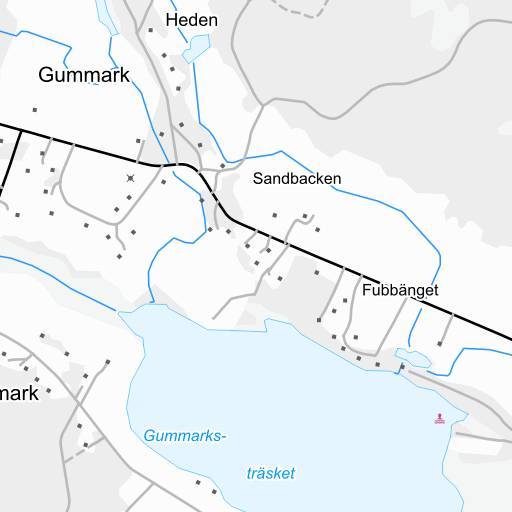 Heden
Gummark
Sandbacken
Fubbänget
mark
Gummarks-
träsket